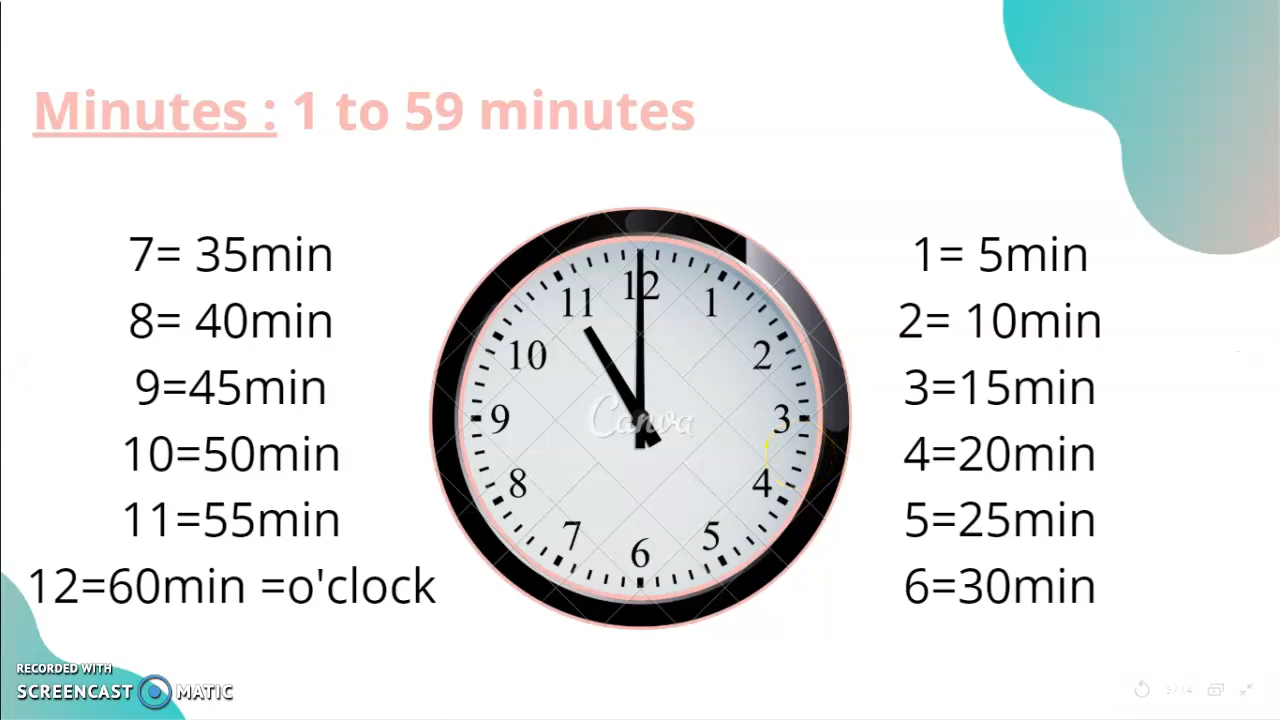 Minutes : 1 to 59 minutes
7= 35min
8= 40min
9=45min
10=50min
11=55min
12=60min =o'clock
12
1
2
3
4
5
6
7
8
9
10
11
Canva
1= 5min
2= 10min
3=15min
4=20min
5=25min
6=30min
RECORDED WITH
SCREENCAST MATIC
5/14